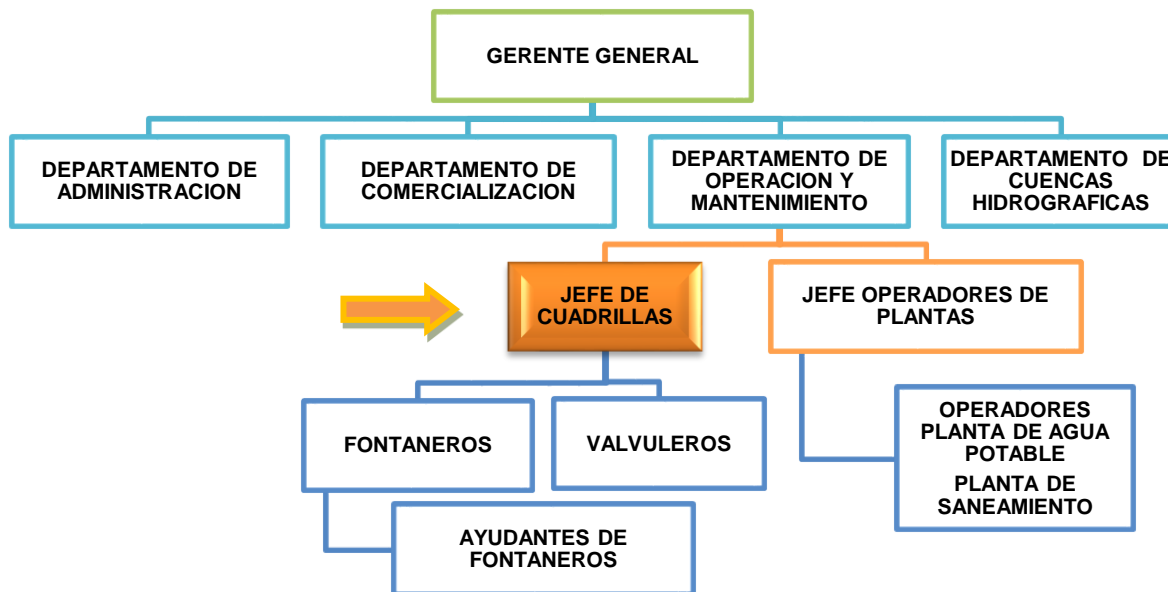 GERENTE GENERAL
DEPARTAMENTO DE
ADMINISTRACION
DEPARTAMENTO DE
COMERCIALIZACION
DEPARTAMENTO DE
OPERACION Y
MANTENIMIENTO
DEPARTAMENTO DE
CUENCAS
HIDROGRAFICAS
JEFE DE
CUADRILLAS
JEFE OPERADORES DE
PLANTAS
FONTANEROS
VALVULEROS
OPERADORES
PLANTA DE AGUA
POTABLE
PLANTA DE
SANEAMIENTO
AYUDANTES DE
FONTANEROS